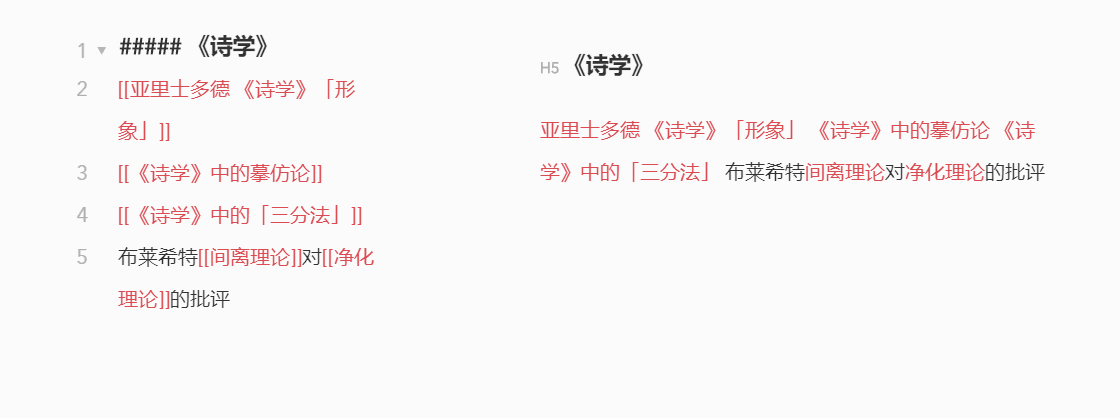 1 ##### 《诗学》
2 [[亚里士多德 《诗学》「形
象」]]
3 [[《诗学》中的摹仿论]]
4 [[《诗学》中的「三分法」]]
5 布莱希特[[间离理论]]对[[净化
理论]]的批评
H5 《诗学》
亚里士多德 《诗学》「形象」 《诗学》中的摹仿论 《诗
学》中的「三分法」 布莱希特间离理论对净化理论的批评